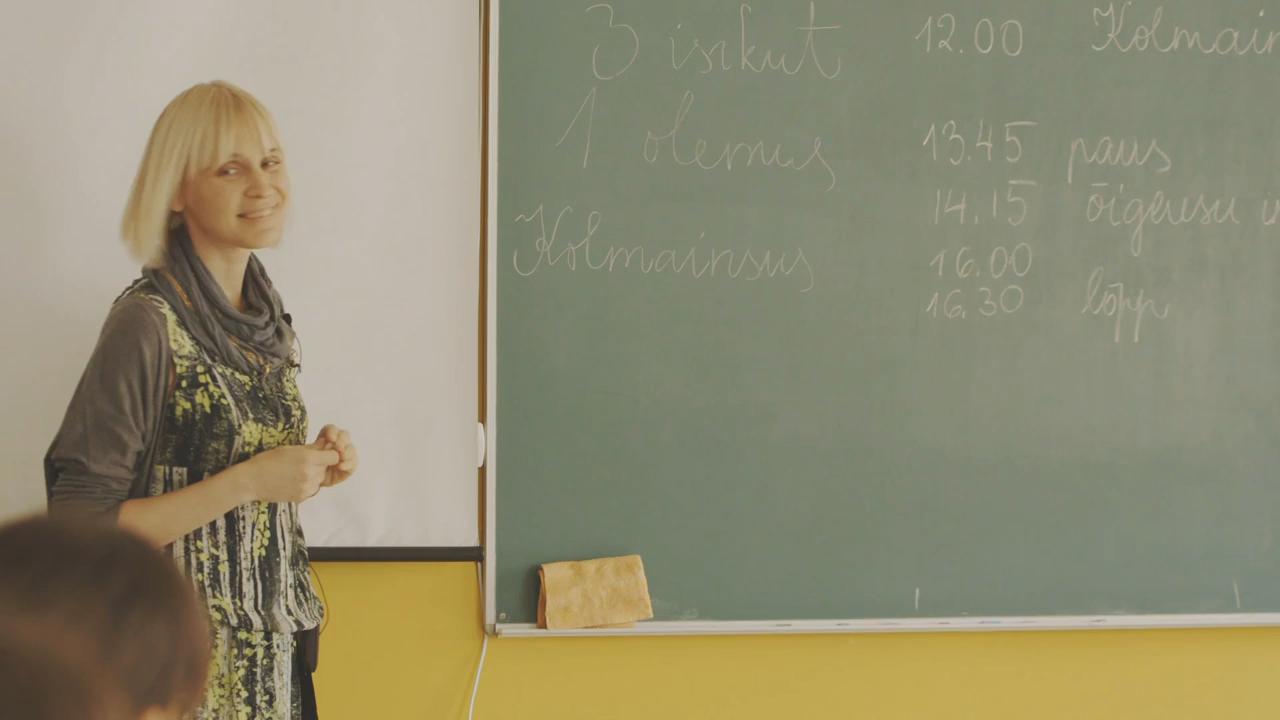 3 isikut
1 olemus
Kolmainsus
12.00 Kolmain
13.45 paus
14.15 õigeusu
16.00
16.30 lõpp